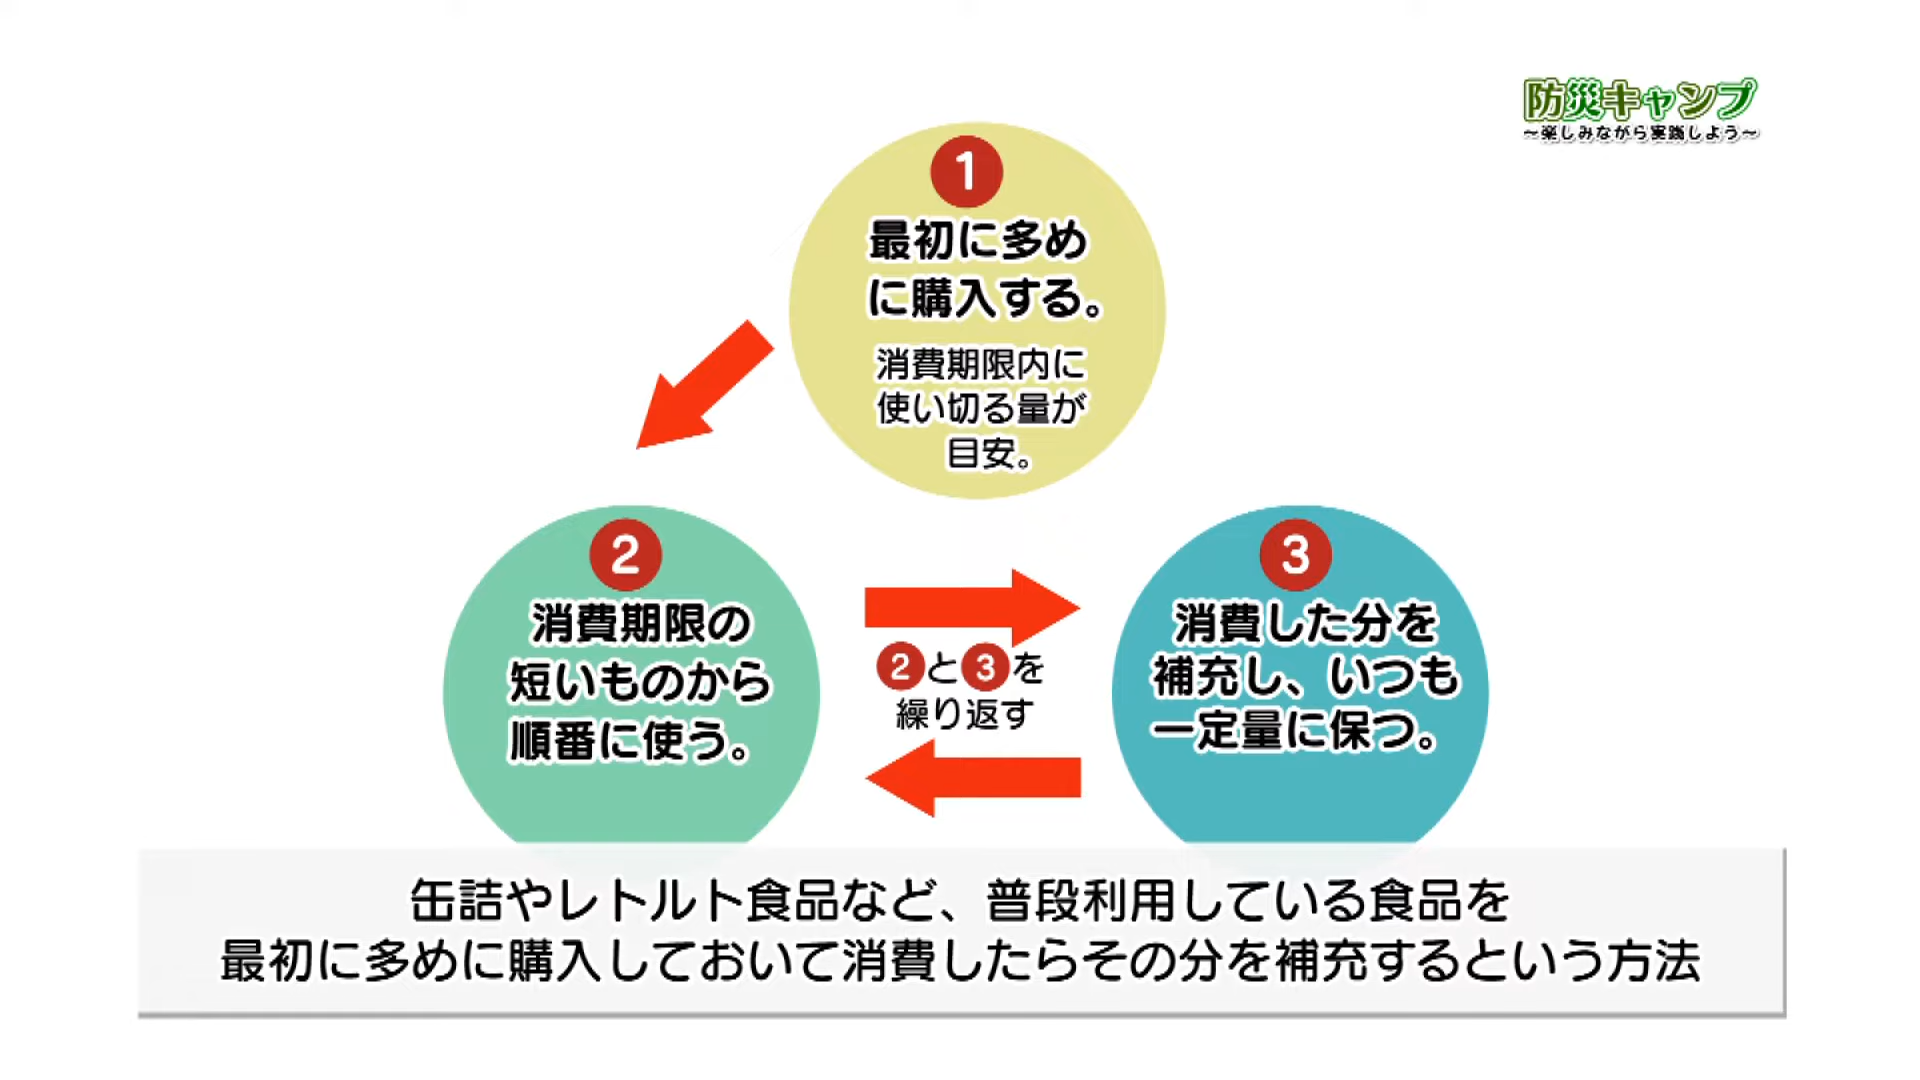 防災キャンプ
～楽しみながら実践しよう～
1
最初に多め
に購入する。
消費期限内に
使い切る量が
目安。
2
消費期限の
短いものから
順番に使う。
2と3を
繰り返す
3
消費した分を
補充し、いつも
一定量に保つ。
缶詰やレトルト食品など、普段利用している食品を
最初に多めに購入しておいて消費したらその分を補充するという方法